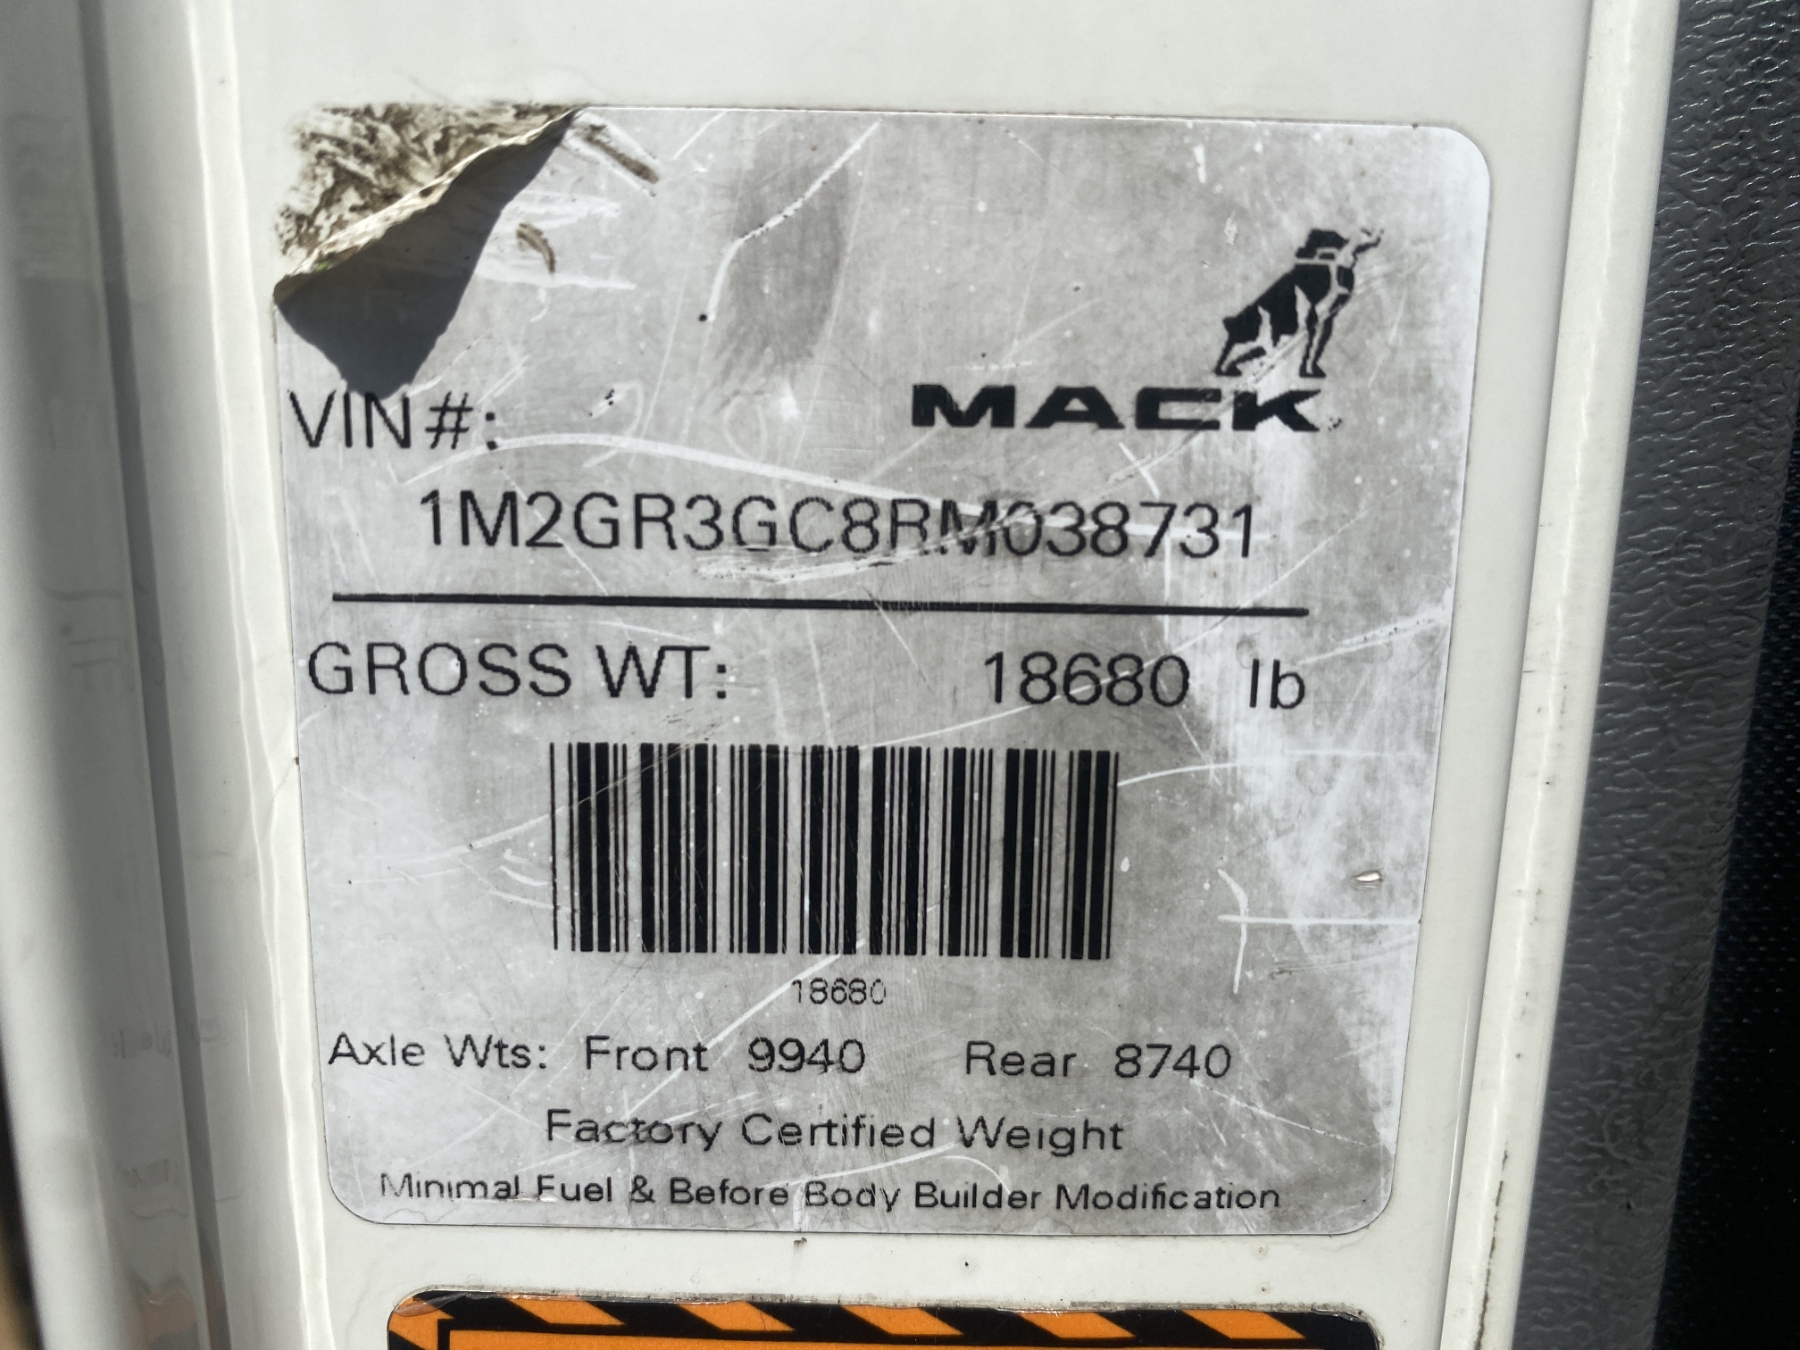 MACK
VIN#:
1M2GR3GC8RM038731
GROSS WT: 18680 lb
18680
Axle Wts: Front 9940 Rear 8740
Factory Certified Weight
Minimal Fuel & Before Body Builder Modification